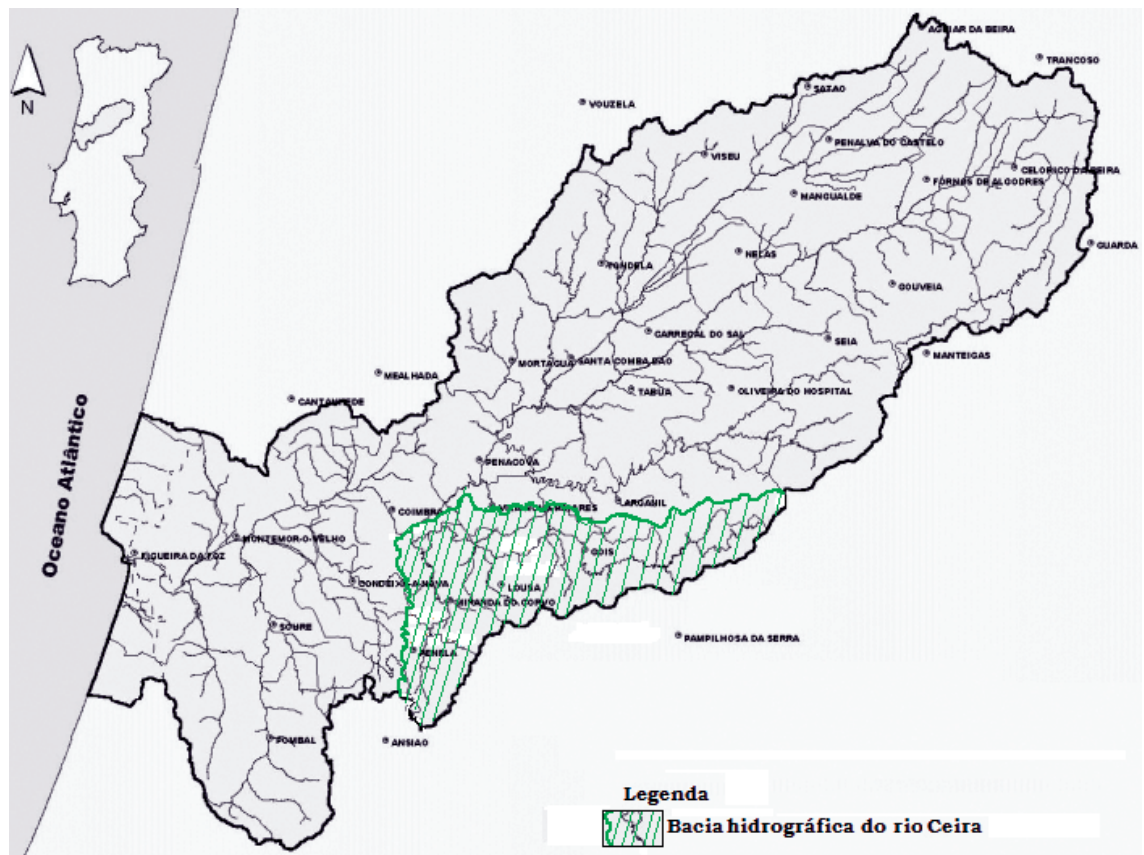 AGUIAR DA BEIRA
TRANCOSO
N
VOUZELA
SATAO
VISEU
PENALVA DO CASTELO
CELORICO DA BEIRA
FORNOS DE ALGODRES
MANGUALDE
GUARDA
TONDELA
NELAS
GOUVEIA
CARREGAL DO SAL
SEIA
MANTEIGAS
MORTAGUA
SANTA COMBA DAO
MEALHADA
TABUA
OLIVEIRA DO HOSPITAL
CANTANHEDE
Oceano Atlântico
PENACOVA
ARGANIL
COIMBRA
MONTEMOR-O-VELHO
FIGUEIRA DA FOZ
GOIS
CONDEIXA-A-NOVA
LOUSA
MIRANDA DO CORVO
SOURE
PAMPILHOSA DA SERRA
PENELA
POMBAL
ANSIAO
Legenda
Bacia hidrográfica do rio Ceira